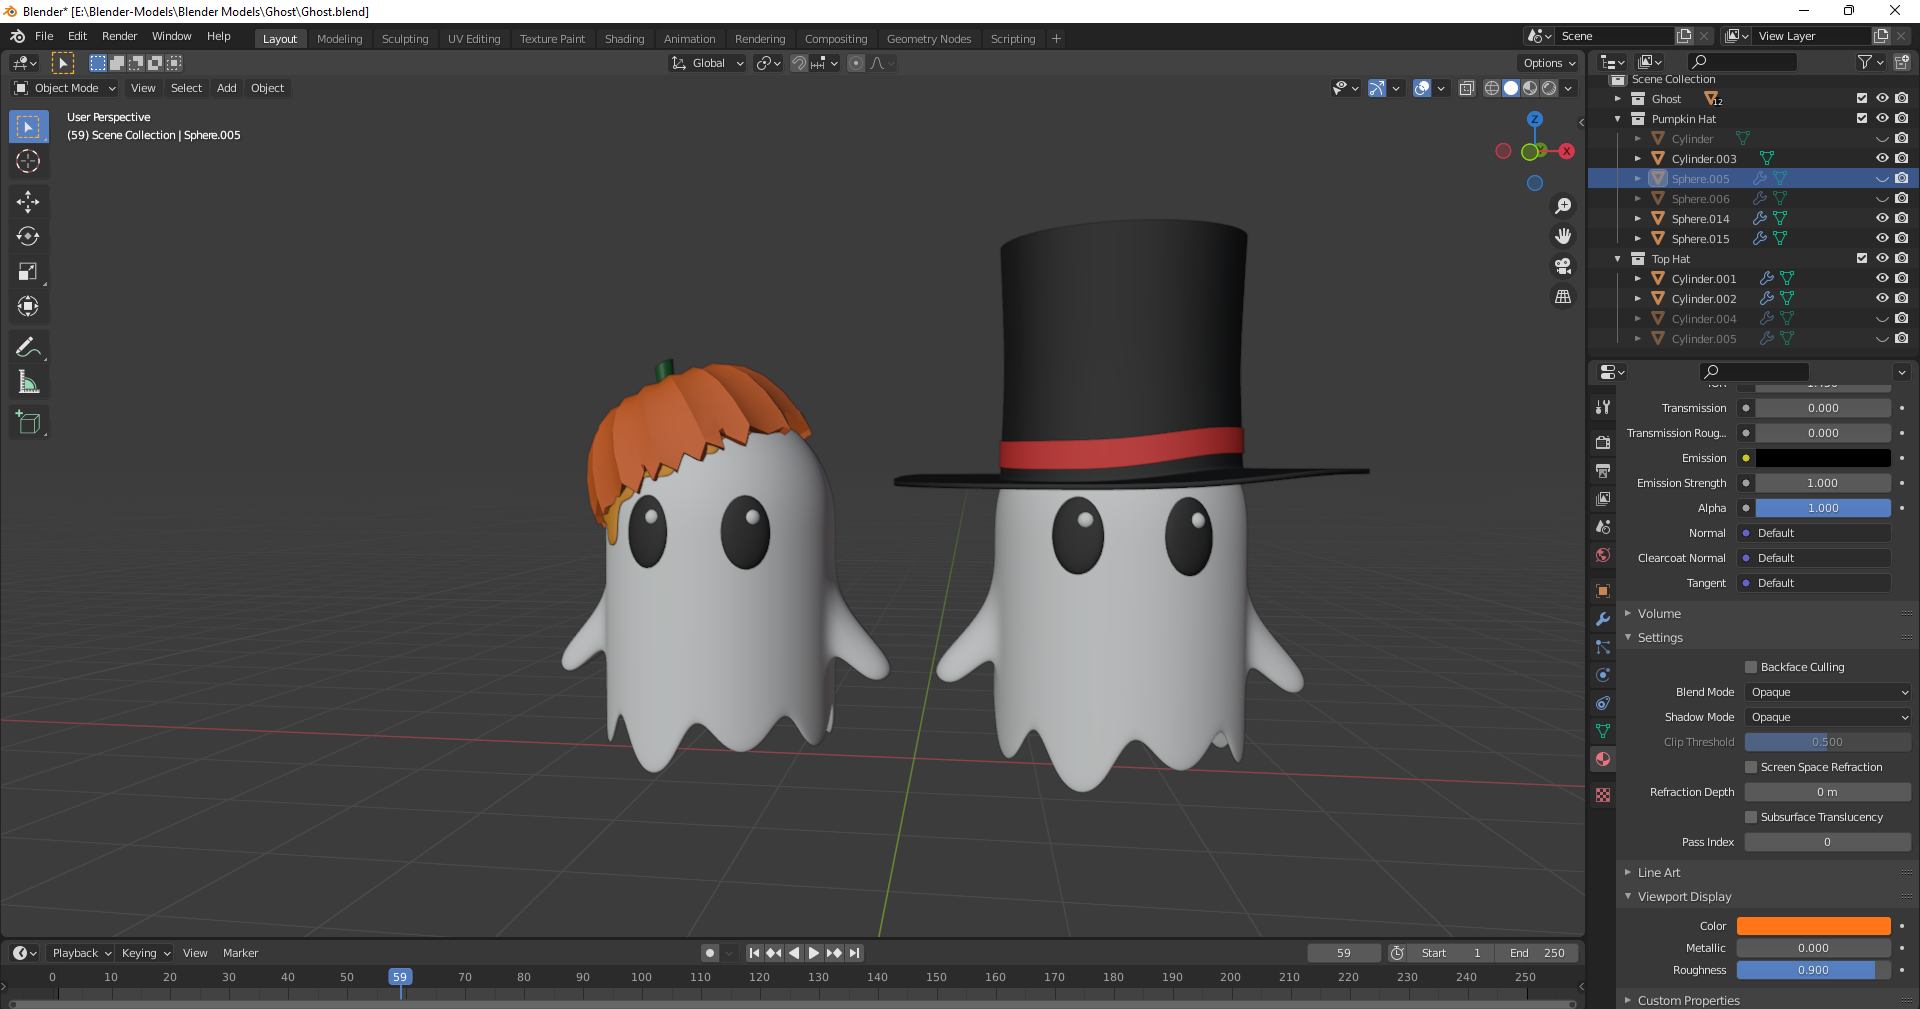 Blender* [E:\Blender-Models\Blender Models\Ghost\Ghost.blend]
File Edit Render Window Help Layout Modeling Sculpting UV Editing Texture Paint Shading Animation Rendering Compositing Geometry Nodes Scripting + Scene View Layer
Global Options
Object Mode View Select Add Object
User Perspective
(59) Scene Collection | Sphere.005
Z
X
Scene Collection
Ghost 12
Pumpkin Hat
Cylinder
Cylinder.003
Sphere.005
Sphere.006
Sphere.014
Sphere.015
Top Hat
Cylinder.001
Cylinder.002
Cylinder.004
Cylinder.005
Transmission 0.000
Transmission Roug... 0.000
Emission
Emission Strength 1.000
Alpha 1.000
Normal Default
Clearcoat Normal Default
Tangent Default
Volume
Settings
Backface Culling
Blend Mode Opaque
Shadow Mode Opaque
Clip Threshold 0.500
Screen Space Refraction
Refraction Depth 0 m
Subsurface Translucency
Pass Index 0
Line Art
Viewport Display
Color
Metallic 0.000
Roughness 0.900
Custom Properties
Playback Keying View Marker 59 Start 1 End 250
0 10 20 30 40 50 59 70 80 90 100 110 120 130 140 150 160 170 180 190 200 210 220 230 240 250